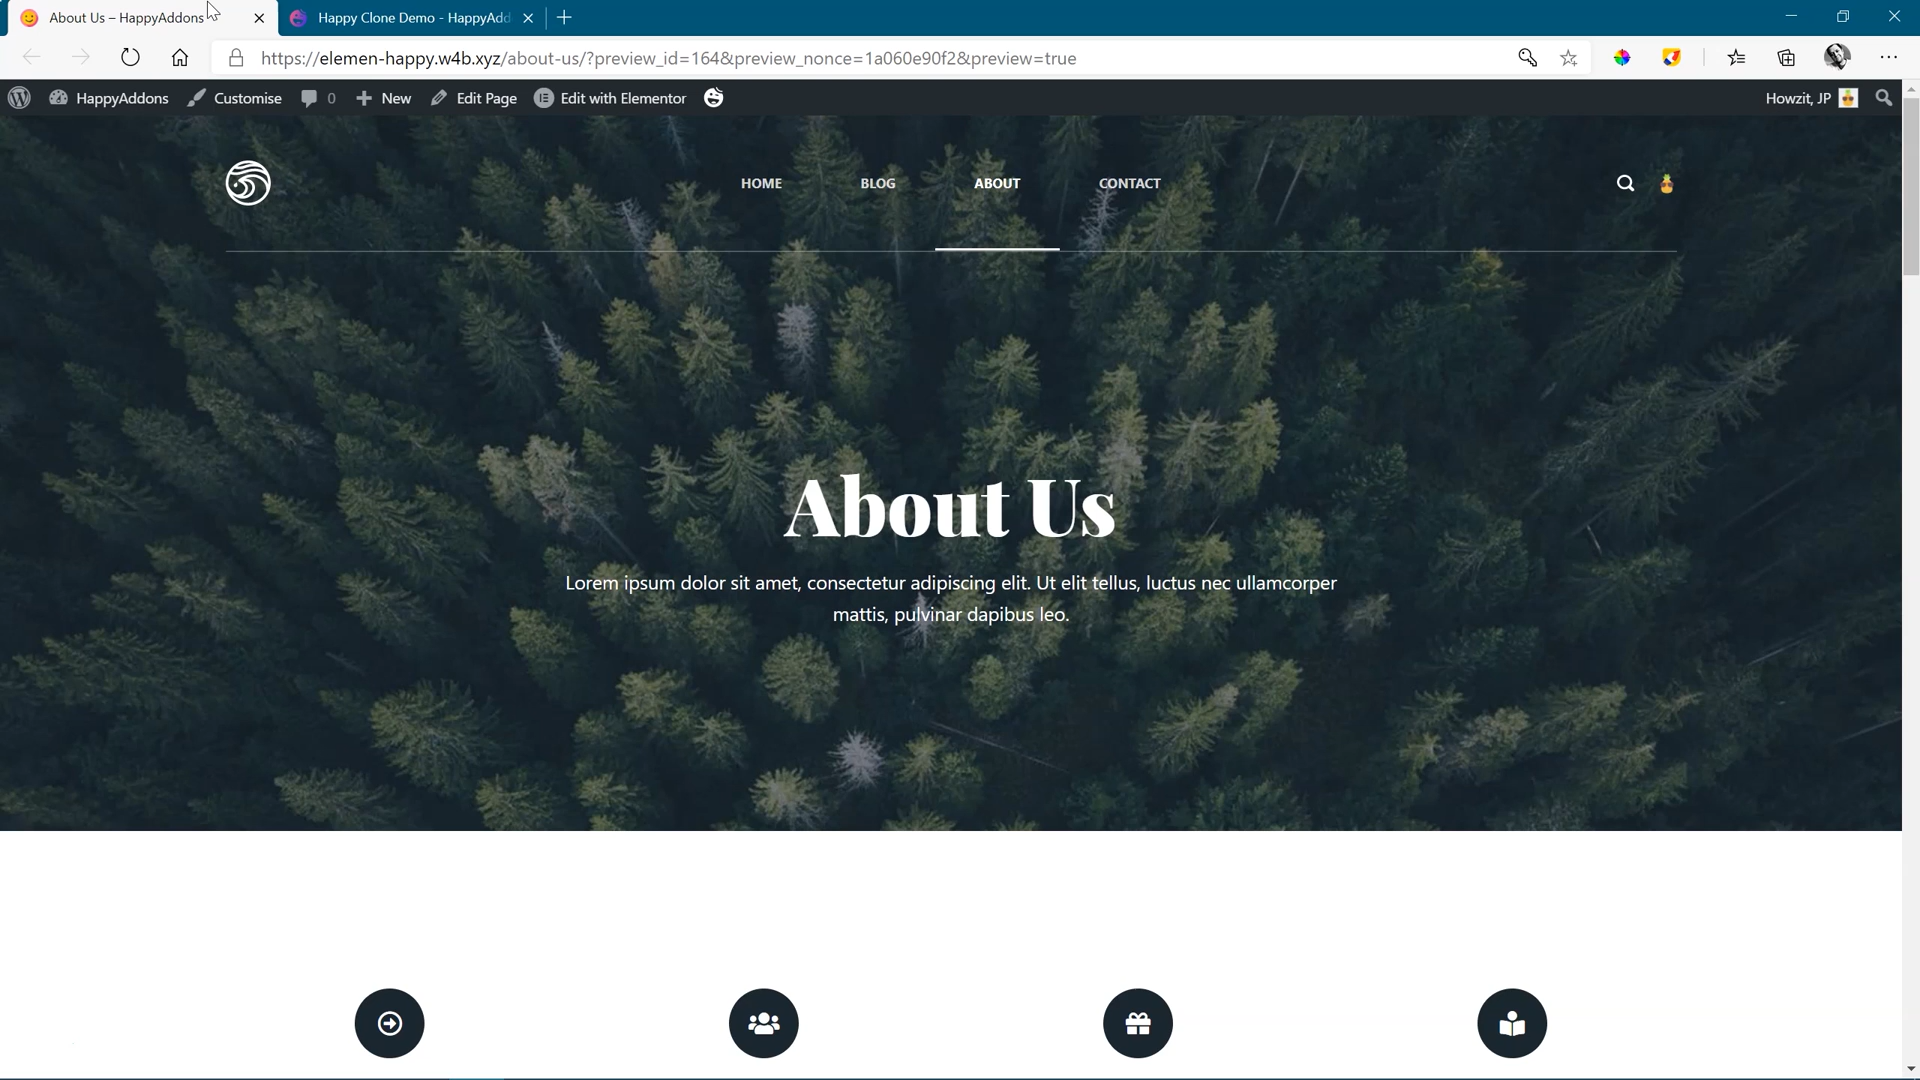 About Us – HappyAddons
Happy Clone Demo - HappyAdd
https://elemen-happy.w4b.xyz/about-us/?preview_id=164&preview_nonce=1a060e90f2&preview=true
HappyAddons
Customise
0
New
Edit Page
Edit with Elementor
Howzit, JP
HOME
BLOG
ABOUT
CONTACT
About Us
Lorem ipsum dolor sit amet, consectetur adipiscing elit. Ut elit tellus, luctus nec ullamcorper
mattis, pulvinar dapibus leo.